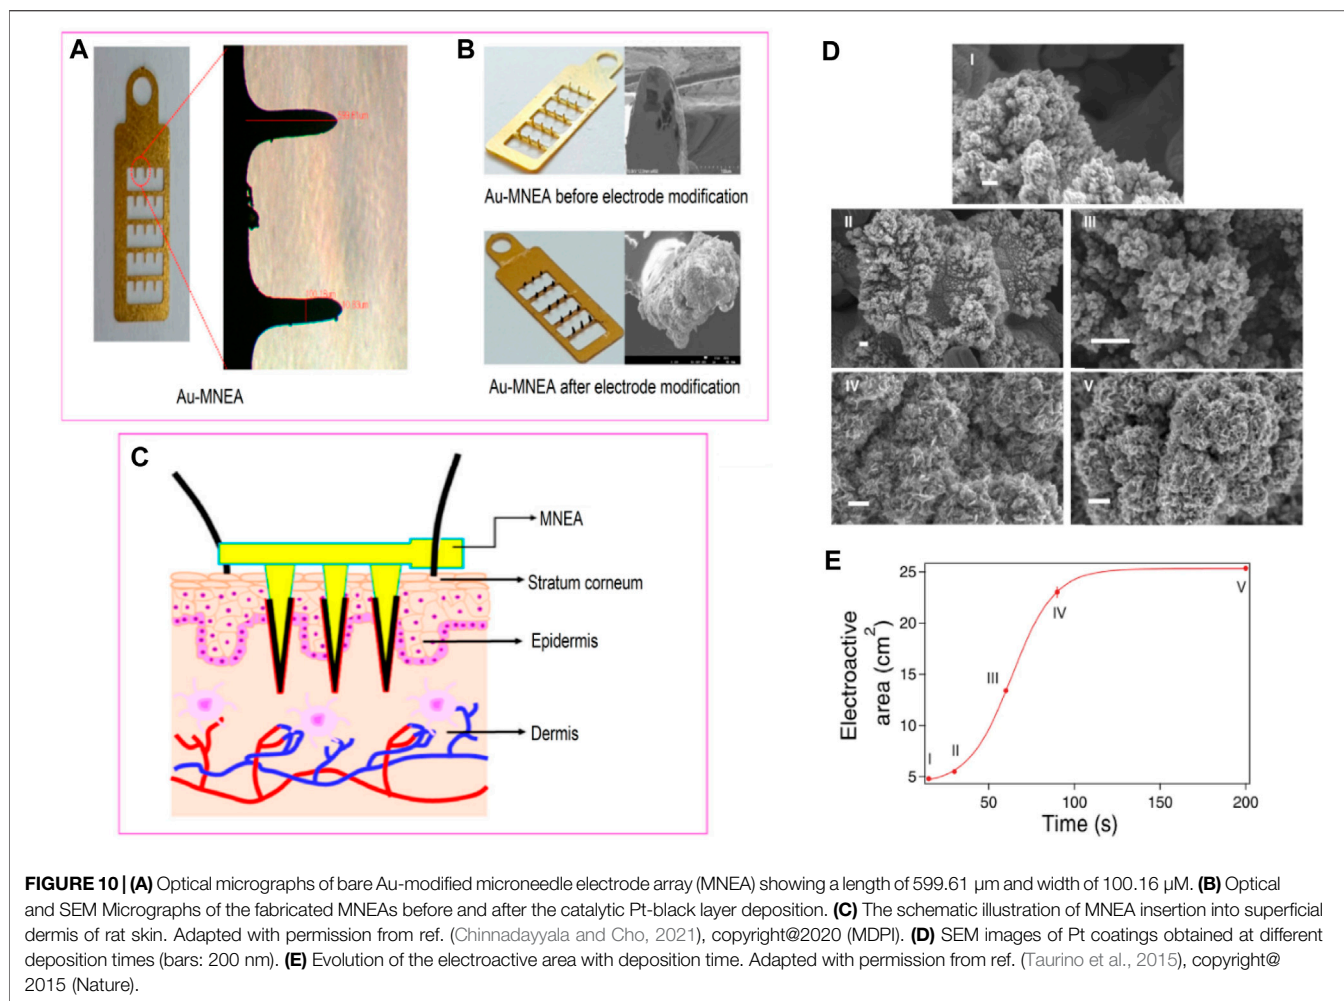 A
Au-MNEA
B
Au-MNEA before electrode modification
Au-MNEA after electrode modification
C
MNEA
Stratum corneum
Epidermis
Dermis
D
I
II
III
IV
V
E
Electroactive
area (cm²)
25
20
15
10
5
I
II
III
IV
V
50
100
150
200
Time (s)
FIGURE 10 | (A) Optical micrographs of bare Au-modified microneedle electrode array (MNEA) showing a length of 599.61 μm and width of 100.16 μM. (B) Optical
and SEM Micrographs of the fabricated MNEAs before and after the catalytic Pt-black layer deposition. (C) The schematic illustration of MNEA insertion into superficial
dermis of rat skin. Adapted with permission from ref. (Chinnadayyala and Cho, 2021), copyright@2020 (MDPI). (D) SEM images of Pt coatings obtained at different
deposition times (bars: 200 nm). (E) Evolution of the electroactive area with deposition time. Adapted with permission from ref. (Taurino et al., 2015), copyright@
2015 (Nature).